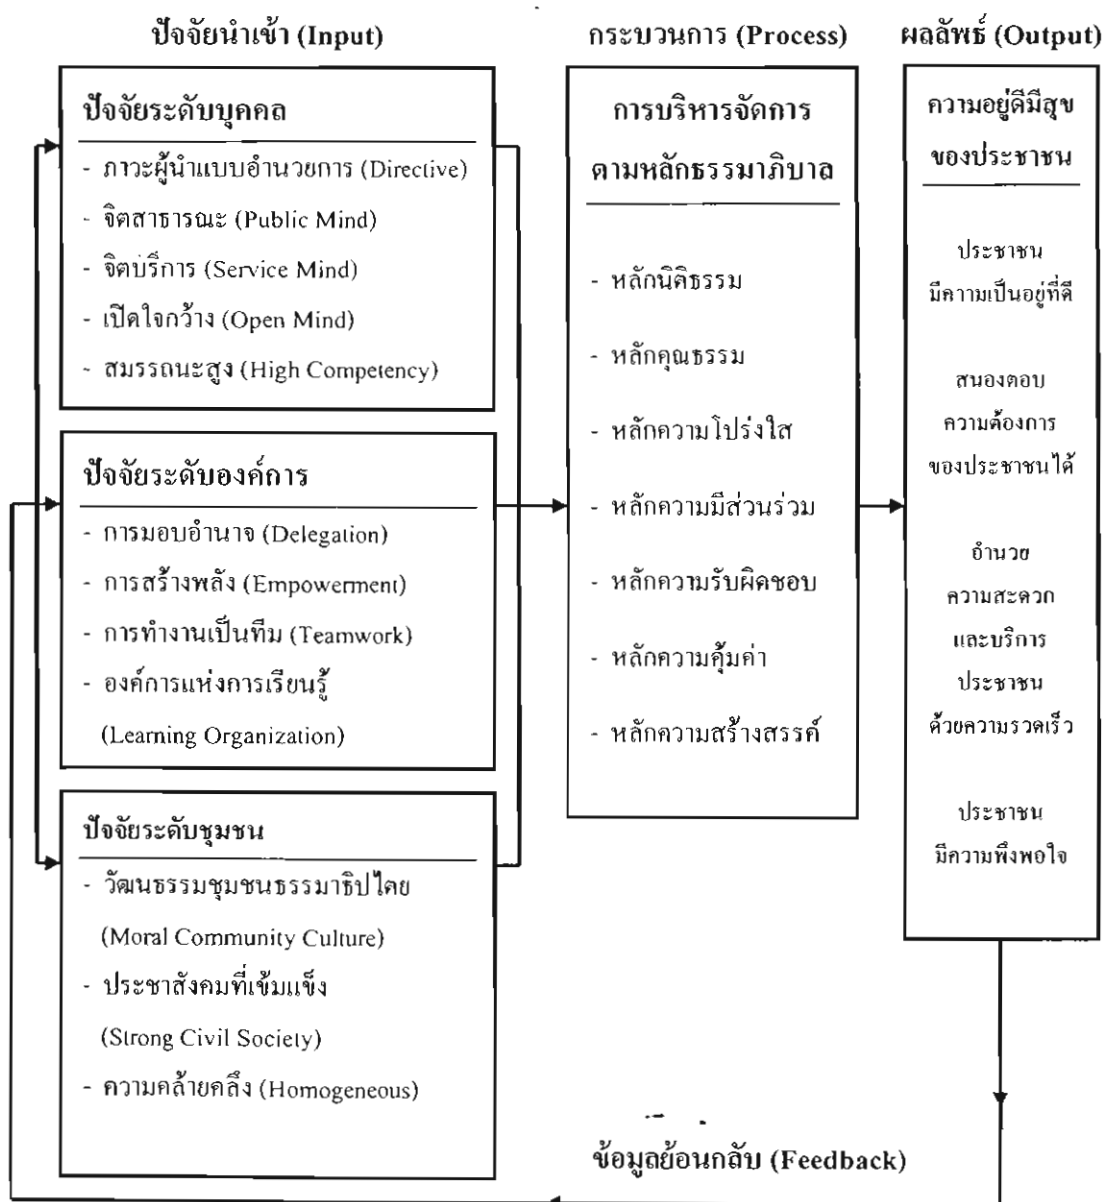 ปัจจัยนำเข้า (Input)
กระบวนการ (Process)
ผลลัพธ์ (Output)
ปัจจัยระดับบุคคล
- ภาวะผู้นำแบบอำนวยการ (Directive)
- จิตสาธารณะ (Public Mind)
- จิตบริการ (Service Mind)
- เปิดใจกว้าง (Open Mind)
- สมรรถนะสูง (High Competency)
ปัจจัยระดับองค์การ
- การมอบอำนาจ (Delegation)
- การสร้างพลัง (Empowerment)
- การทำงานเป็นทีม (Teamwork)
- องค์การแห่งการเรียนรู้
(Learning Organization)
ปัจจัยระดับชุมชน
- วัฒนธรรมชุมชนธรรมาธิปไตย
(Moral Community Culture)
- ประชาสังคมที่เข้มแข็ง
(Strong Civil Society)
- ความคล้ายคลึง (Homogeneous)
การบริหารจัดการ
ตามหลักธรรมาภิบาล
- หลักนิติธรรม
- หลักคุณธรรม
- หลักความโปร่งใส
- หลักความมีส่วนร่วม
- หลักความรับผิดชอบ
- หลักความคุ้มค่า
- หลักความสร้างสรรค์
ความอยู่ดีมีสุข
ของประชาชน
ประชาชน
มีความเป็นอยู่ที่ดี
สนองตอบ
ความต้องการ
ของประชาชนได้
อำนวย
ความสะดวก
และบริการ
ประชาชน
ด้วยความรวดเร็ว
ประชาชน
มีความพึงพอใจ
ข้อมูลย้อนกลับ (Feedback)